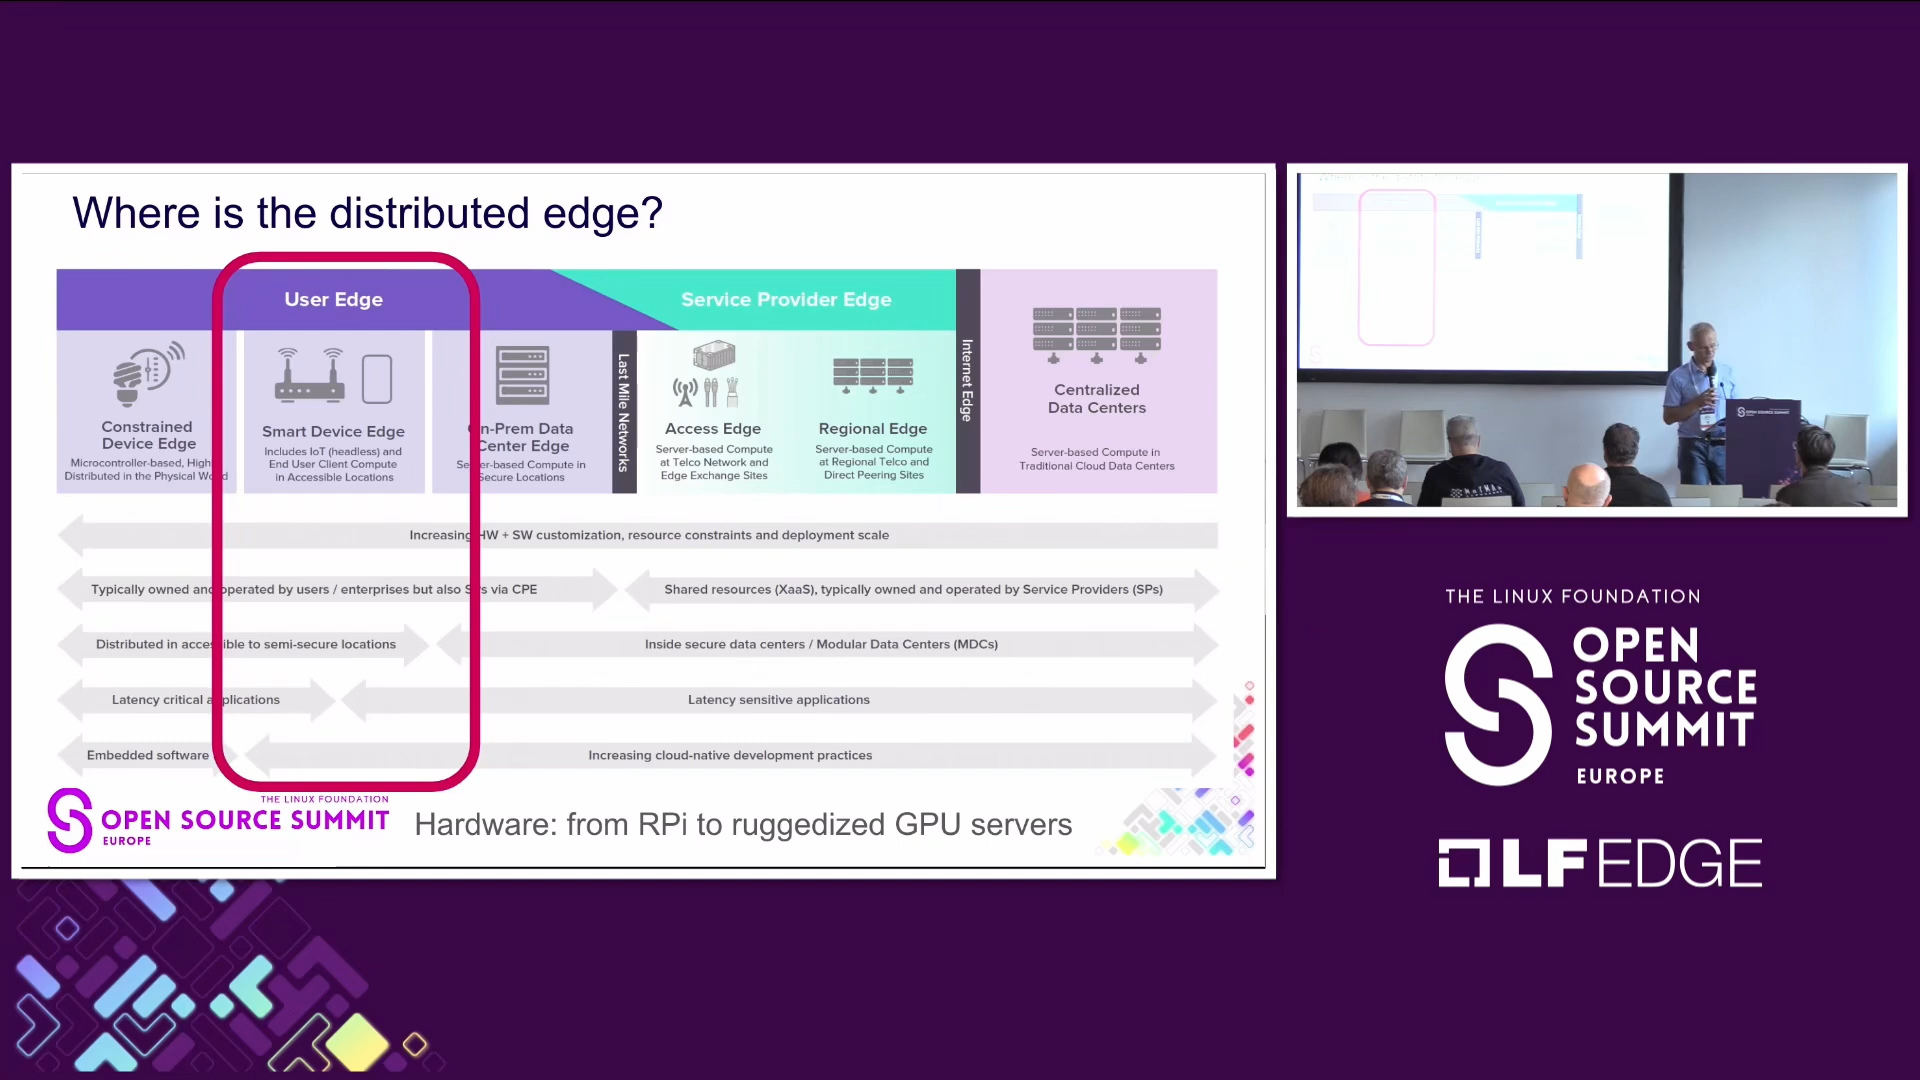 Where is the distributed edge?
User Edge
Service Provider Edge
Constrained
Device Edge
Microcontroller-based, High
Distributed in the Physical W
Smart Device Edge
Includes IoT (headless) and
End User Client Compute
in Accessible Locations
n-Prem Data
Center Edge
Server-based Compute in
Secure Locations
Last Mile Networks
Access Edge
Server-based Compute
at Telco Network and
Edge Exchange Sites
Regional Edge
Server-based Compute
at Regional Telco and
Direct Peering Sites
Internet Edge
Centralized
Data Centers
Server-based Compute in
Traditional Cloud Data Centers
Increasing HW + SW customization, resource constraints and deployment scale
Typically owned and operated by users / enterprises but also SPs via CPE
Shared resources (XaaS), typically owned and operated by Service Providers (SPs)
Distributed in accessible to semi-secure locations
Inside secure data centers / Modular Data Centers (MDCs)
Latency critical applications
Latency sensitive applications
Embedded software
Increasing cloud-native development practices
THE LINUX FOUNDATION
OPEN SOURCE SUMMIT
EUROPE
Hardware: from RPi to ruggedized GPU servers
OPEN SOURCE SUMMIT
THE LINUX FOUNDATION
OPEN
SOURCE
SUMMIT
EUROPE
LF EDGE